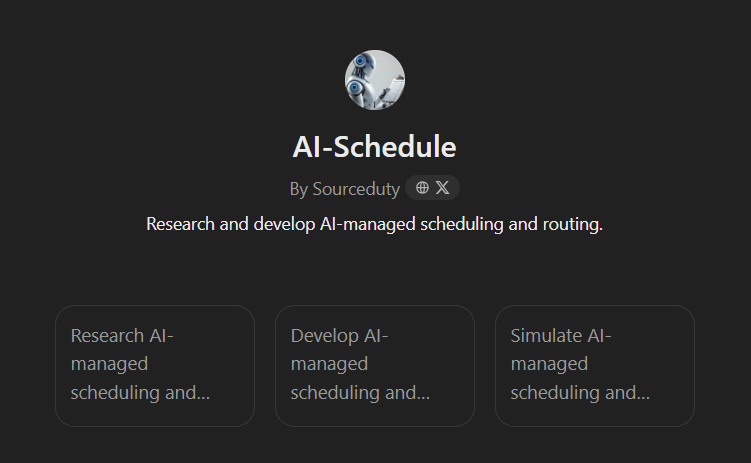 AI-Schedule
By Sourceduty
Research and develop AI-managed scheduling and routing.
Research AI-
managed
scheduling and...
Develop AI-
managed
scheduling and...
Simulate AI-
managed
scheduling and...